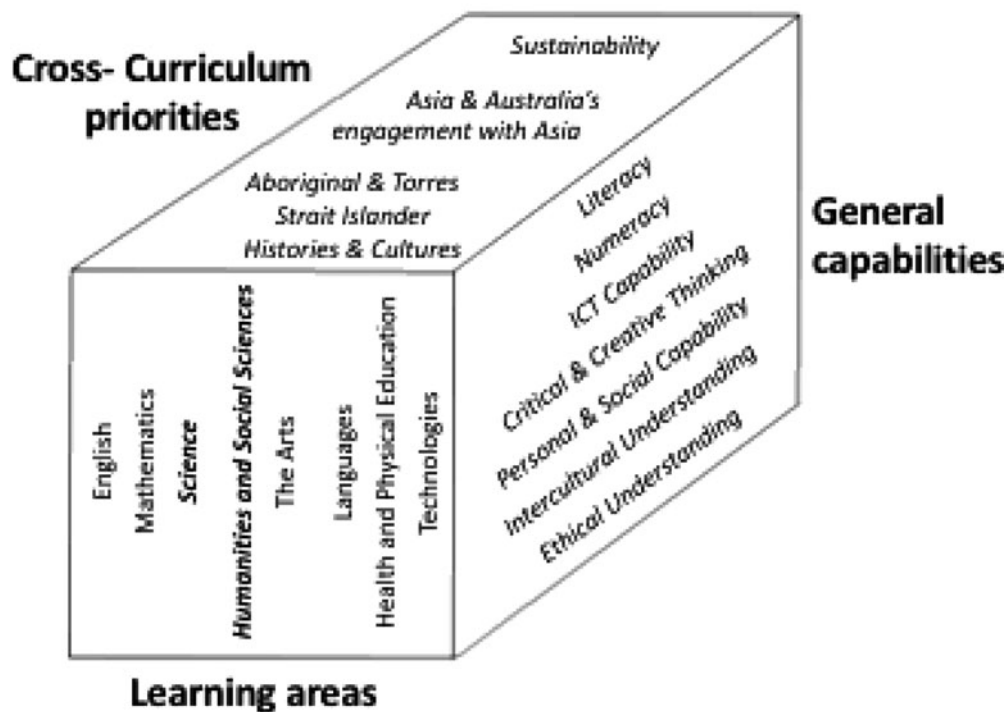 Cross- Curriculum
priorities
Sustainability
Asia & Australia's
engagement with Asia
Aboriginal & Torres
Strait Islander
Histories & Cultures
General
capabilities
Literacy
Numeracy
ICT Capability
Critical & Creative Thinking
Personal & Social Capability
Intercultural Understanding
Ethical Understanding
English
Mathematics
Science
Humanities and Social Sciences
The Arts
Languages
Health and Physical Education
Technologies
Learning areas